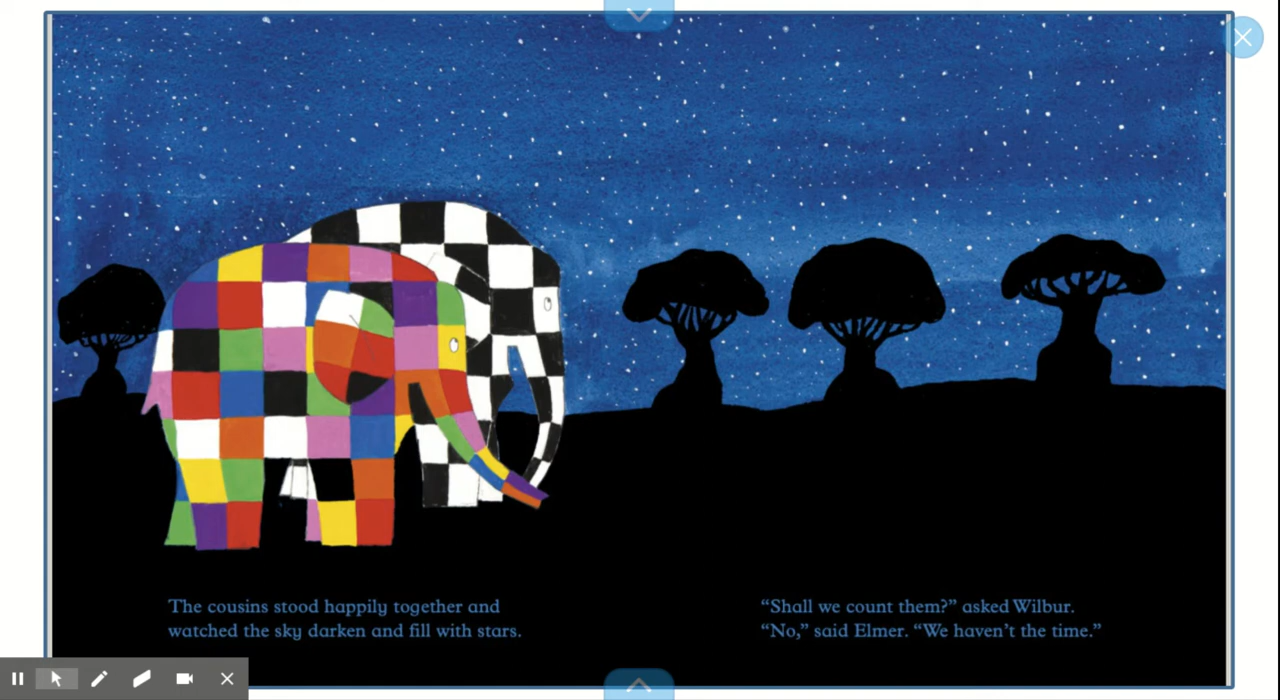 The cousins stood happily together and
watched the sky darken and fill with stars.
“Shall we count them?” asked Wilbur.
“No,” said Elmer. “We haven’t the time.”